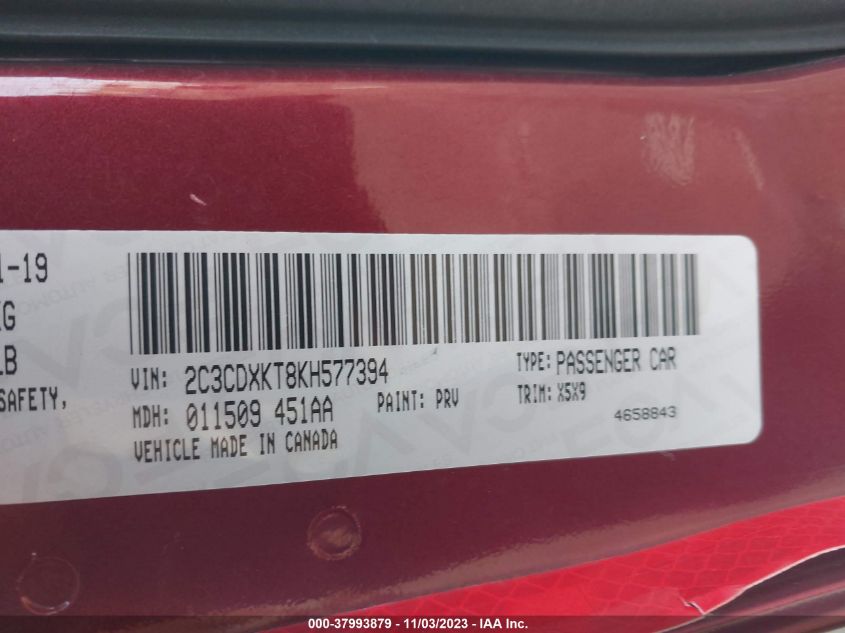 1-19
KG
LB
SAFETY,
VIN: 2C3CDXKT8KH577394
TYPE: PASSENGER CAR
MDH: 011509 451AA
PAINT: PRV
TRIM: X5X9
4658843
VEHICLE MADE IN CANADA
000-37993879 | 11/03/2023 - IAA Inc.